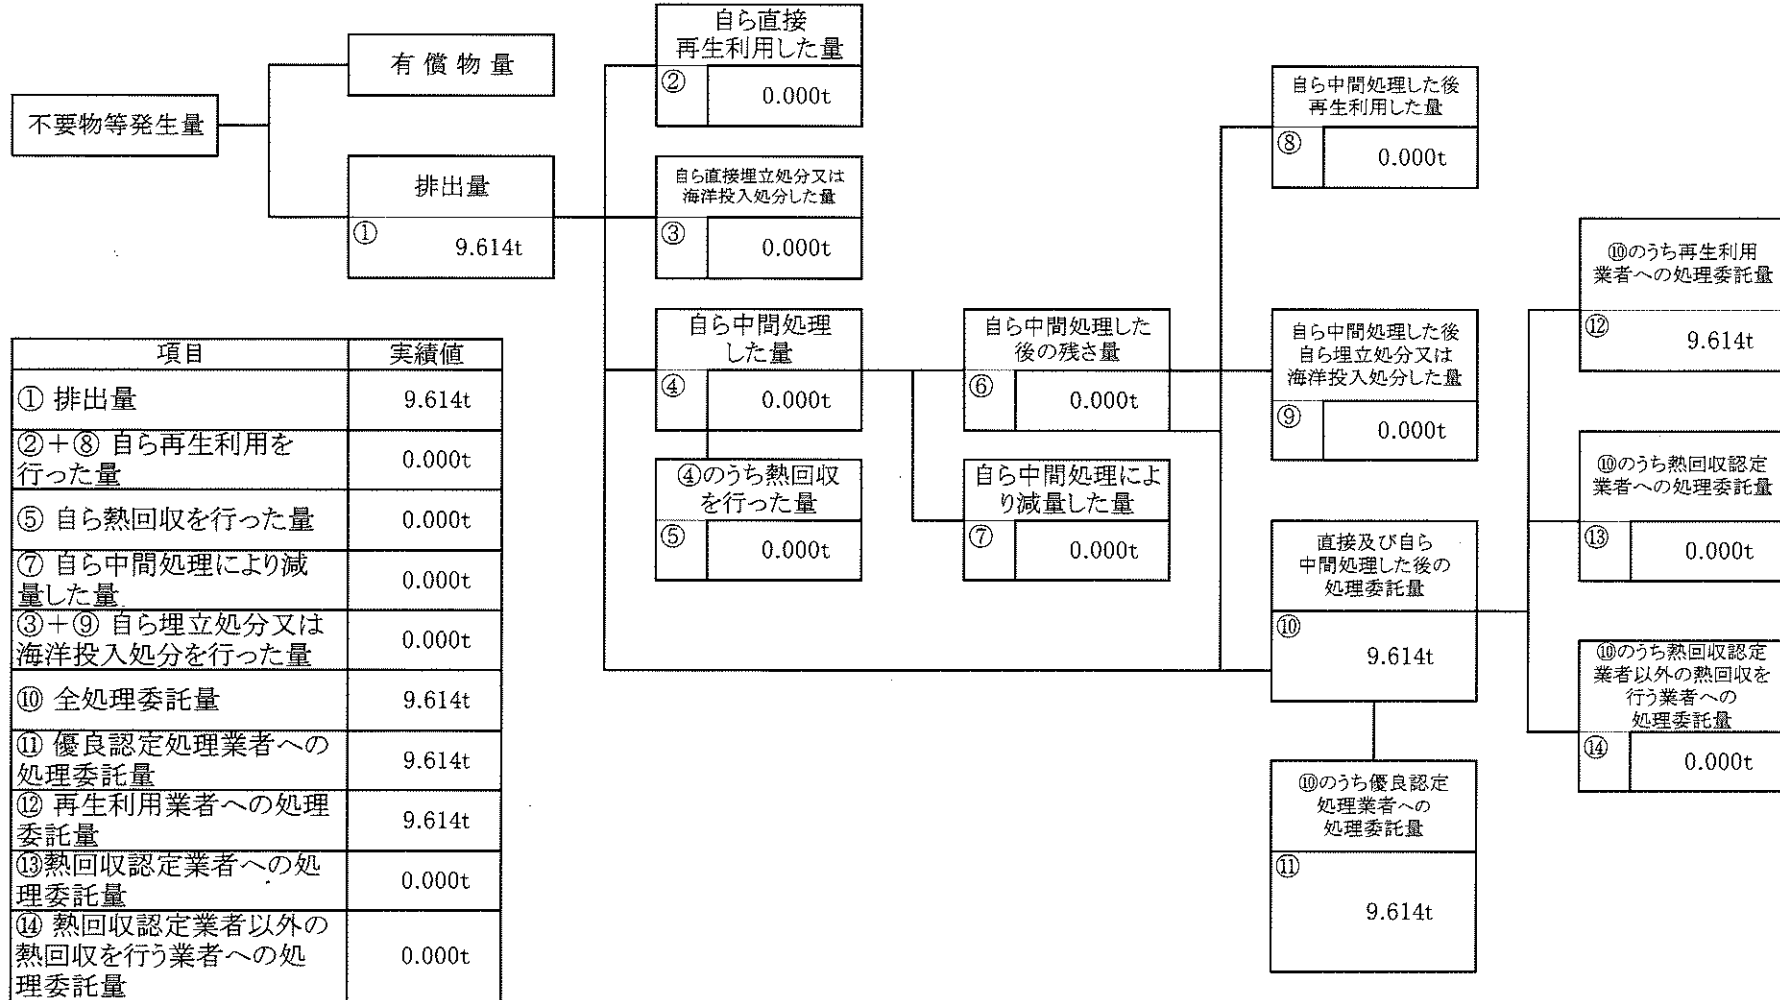 不要物等発生量
有償物量
排出量
①
9.614t
自ら直接
再生利用した量
②
0.000t
自ら直接埋立処分又は
海洋投入処分した量
③
0.000t
自ら中間処理
した量
④
0.000t
④のうち熱回収
を行った量
⑤
0.000t
自ら中間処理した
後の残さ量
⑥
0.000t
自ら中間処理によ
り減量した量
⑦
0.000t
自ら中間処理した後
再生利用した量
⑧
0.000t
自ら中間処理した後
自ら埋立処分又は
海洋投入処分した量
⑨
0.000t
直接及び自ら
中間処理した後の
処理委託量
⑩
9.614t
⑩のうち優良認定
処理業者への
処理委託量
⑪
9.614t
⑩のうち再生利用
業者への処理委託量
⑫
9.614t
⑩のうち熱回収認定
業者への処理委託量
⑬
0.000t
⑩のうち熱回収認定
業者以外の熱回収を
行う業者への
処理委託量
⑭
0.000t
項目 実績値
① 排出量 9.614t
②+⑧ 自ら再生利用を
行った量 0.000t
⑤ 自ら熱回収を行った量 0.000t
⑦ 自ら中間処理により減
量した量 0.000t
③+⑨ 自ら埋立処分又は
海洋投入処分を行った量 0.000t
⑩ 全処理委託量 9.614t
⑪ 優良認定処理業者への
処理委託量 9.614t
⑫ 再生利用業者への処理
委託量 9.614t
⑬熱回収認定業者への処
理委託量 0.000t
⑭ 熱回収認定業者以外の
熱回収を行う業者への処
理委託量 0.000t